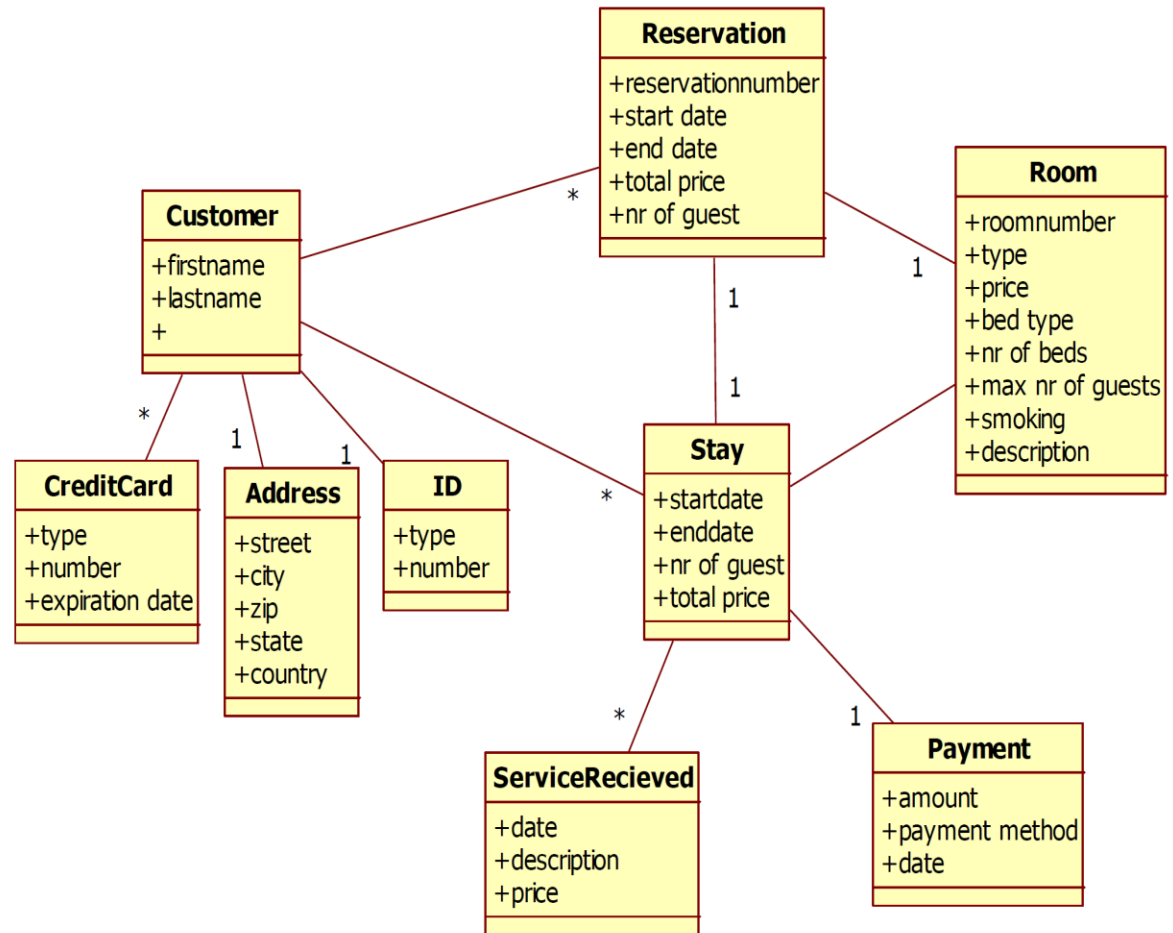 Reservation
+reservationnumber
+start date
+end date
+total price
+nr of guest
Room
+roomnumber
+type
+price
+bed type
+nr of beds
+max nr of guests
+smoking
+description
Customer
+firstname
+lastname
+
*
1
1
1
*
1
1
*
CreditCard
+type
+number
+expiration date
Address
+street
+city
+zip
+state
+country
ID
+type
+number
Stay
+startdate
+enddate
+nr of guest
+total price
*
1
ServiceRecieved
+date
+description
+price
Payment
+amount
+payment method
+date